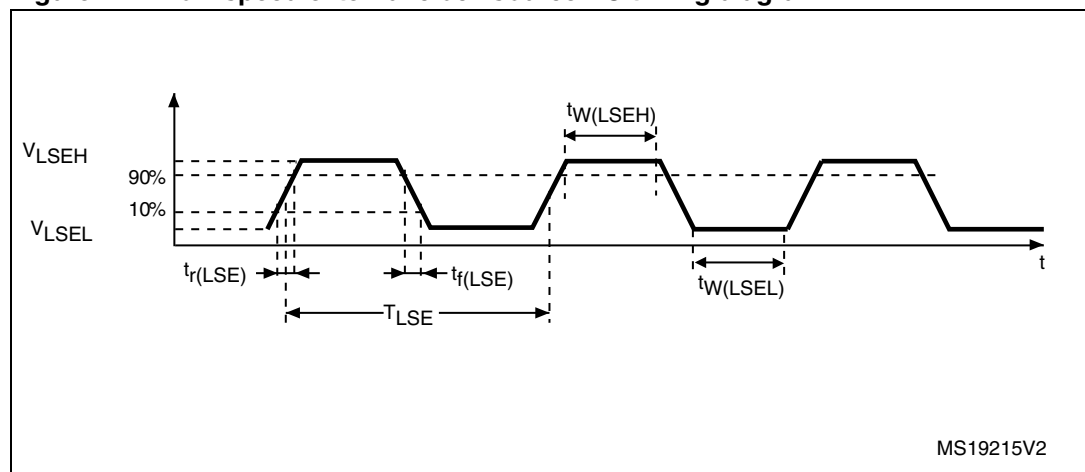 tW(LSEH)
VLSEH
90%
10%
VLSEL
tr(LSE)
tf(LSE)
TLSE
tW(LSEL)
t
MS19215V2